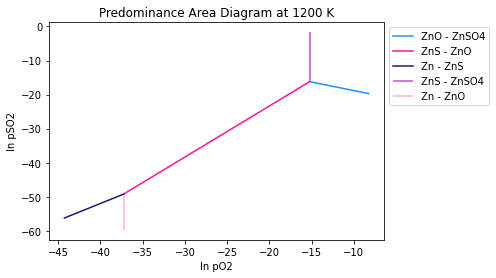 Predominance Area Diagram at 1200 K
ln pSO2
0
−10
−20
−30
−40
−50
−60
−45
−40
−35
−30
−25
−20
−15
−10
ln pO2
ZnO - ZnSO4
ZnS - ZnO
Zn - ZnS
ZnS - ZnSO4
Zn - ZnO